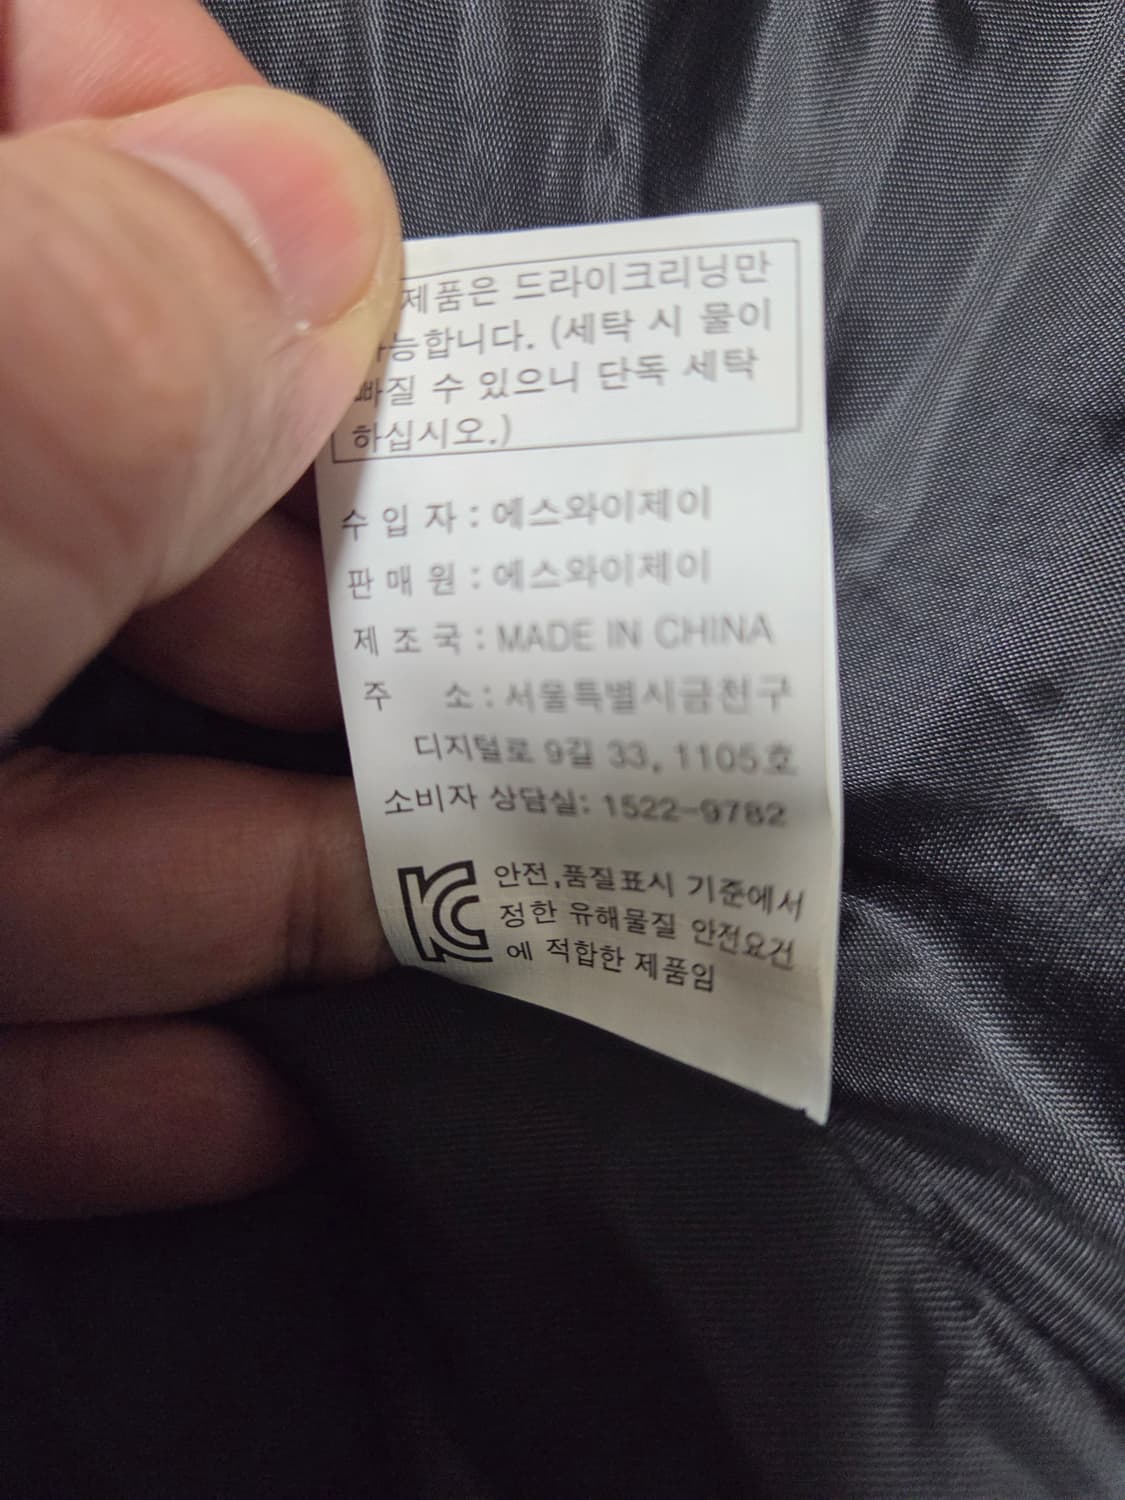 제품은 드라이크리닝만
능합니다. (세탁 시 물이
빠질 수 있으니 단독 세탁
하십시오.)
수 입 자 : 에스와이제이
판 매 원 : 에스와이제이
제 조 국 : MADE IN CHINA
주 소 : 서울특별시금천구
디지털로 9길 33, 1105호
소비자 상담실: 1522-9782
KC 안전,품질표시 기준에서
정한 유해물질 안전요건
에 적합한 제품임